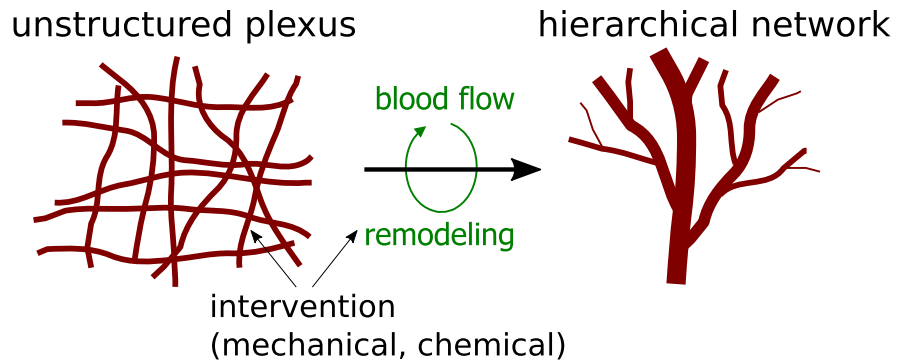 unstructured plexus
hierarchical network
blood flow
remodeling
intervention
(mechanical, chemical)